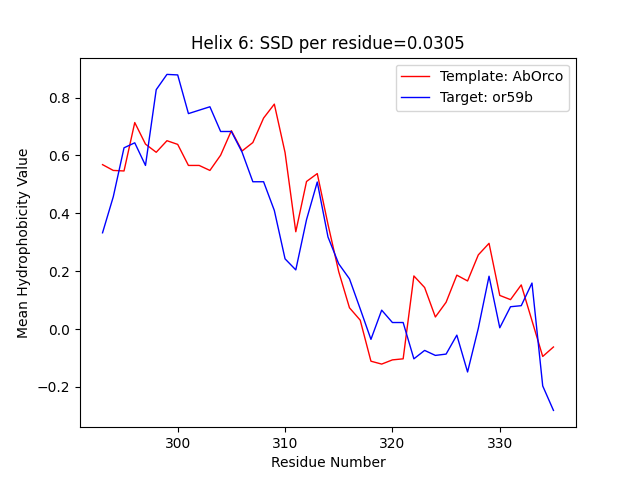 Helix 6: SSD per residue=0.0305
Template: AbOrco
Target: or59b
Mean Hydrophobicity Value
0.8
0.6
0.4
0.2
0.0
−0.2
300
310
320
330
Residue Number